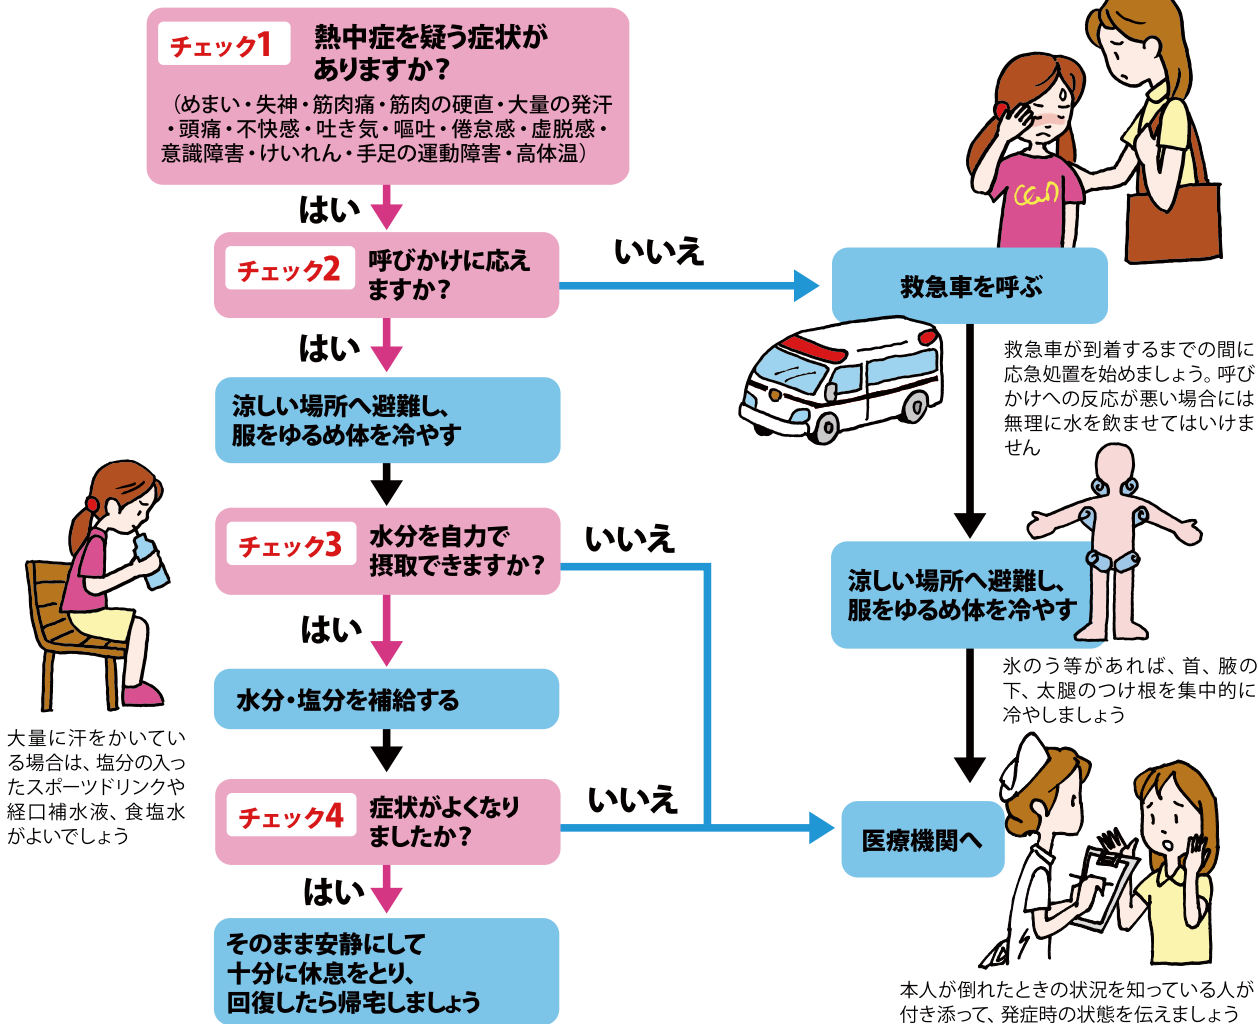 チェック1
熱中症を疑う症状が
ありますか？
（めまい・失神・筋肉痛・筋肉の硬直・大量の発汗
・頭痛・不快感・吐き気・嘔吐・倦怠感・虚脱感・
意識障害・けいれん・手足の運動障害・高体温）
はい
チェック2
呼びかけに応え
ますか？
いいえ
救急車を呼ぶ
救急車が到着するまでの間に
応急処置を始めましょう。呼び
かけへの反応が悪い場合には
無理に水を飲ませてはいけま
せん
はい
涼しい場所へ避難し、
服をゆるめ体を冷やす
チェック3
水分を自力で
摂取できますか？
いいえ
涼しい場所へ避難し、
服をゆるめ体を冷やす
氷のう等があれば、首、腋の
下、太腿のつけ根を集中的に
冷やしましょう
はい
水分・塩分を補給する
大量に汗をかいてい
る場合は、塩分の入っ
たスポーツドリンクや
経口補水液、食塩水
がよいでしょう
チェック4
症状がよくなり
ましたか？
いいえ
医療機関へ
はい
そのまま安静にして
十分に休息をとり、
回復したら帰宅しましょう
本人が倒れたときの状況を知っている人が
付き添って、発症時の状態を伝えましょう